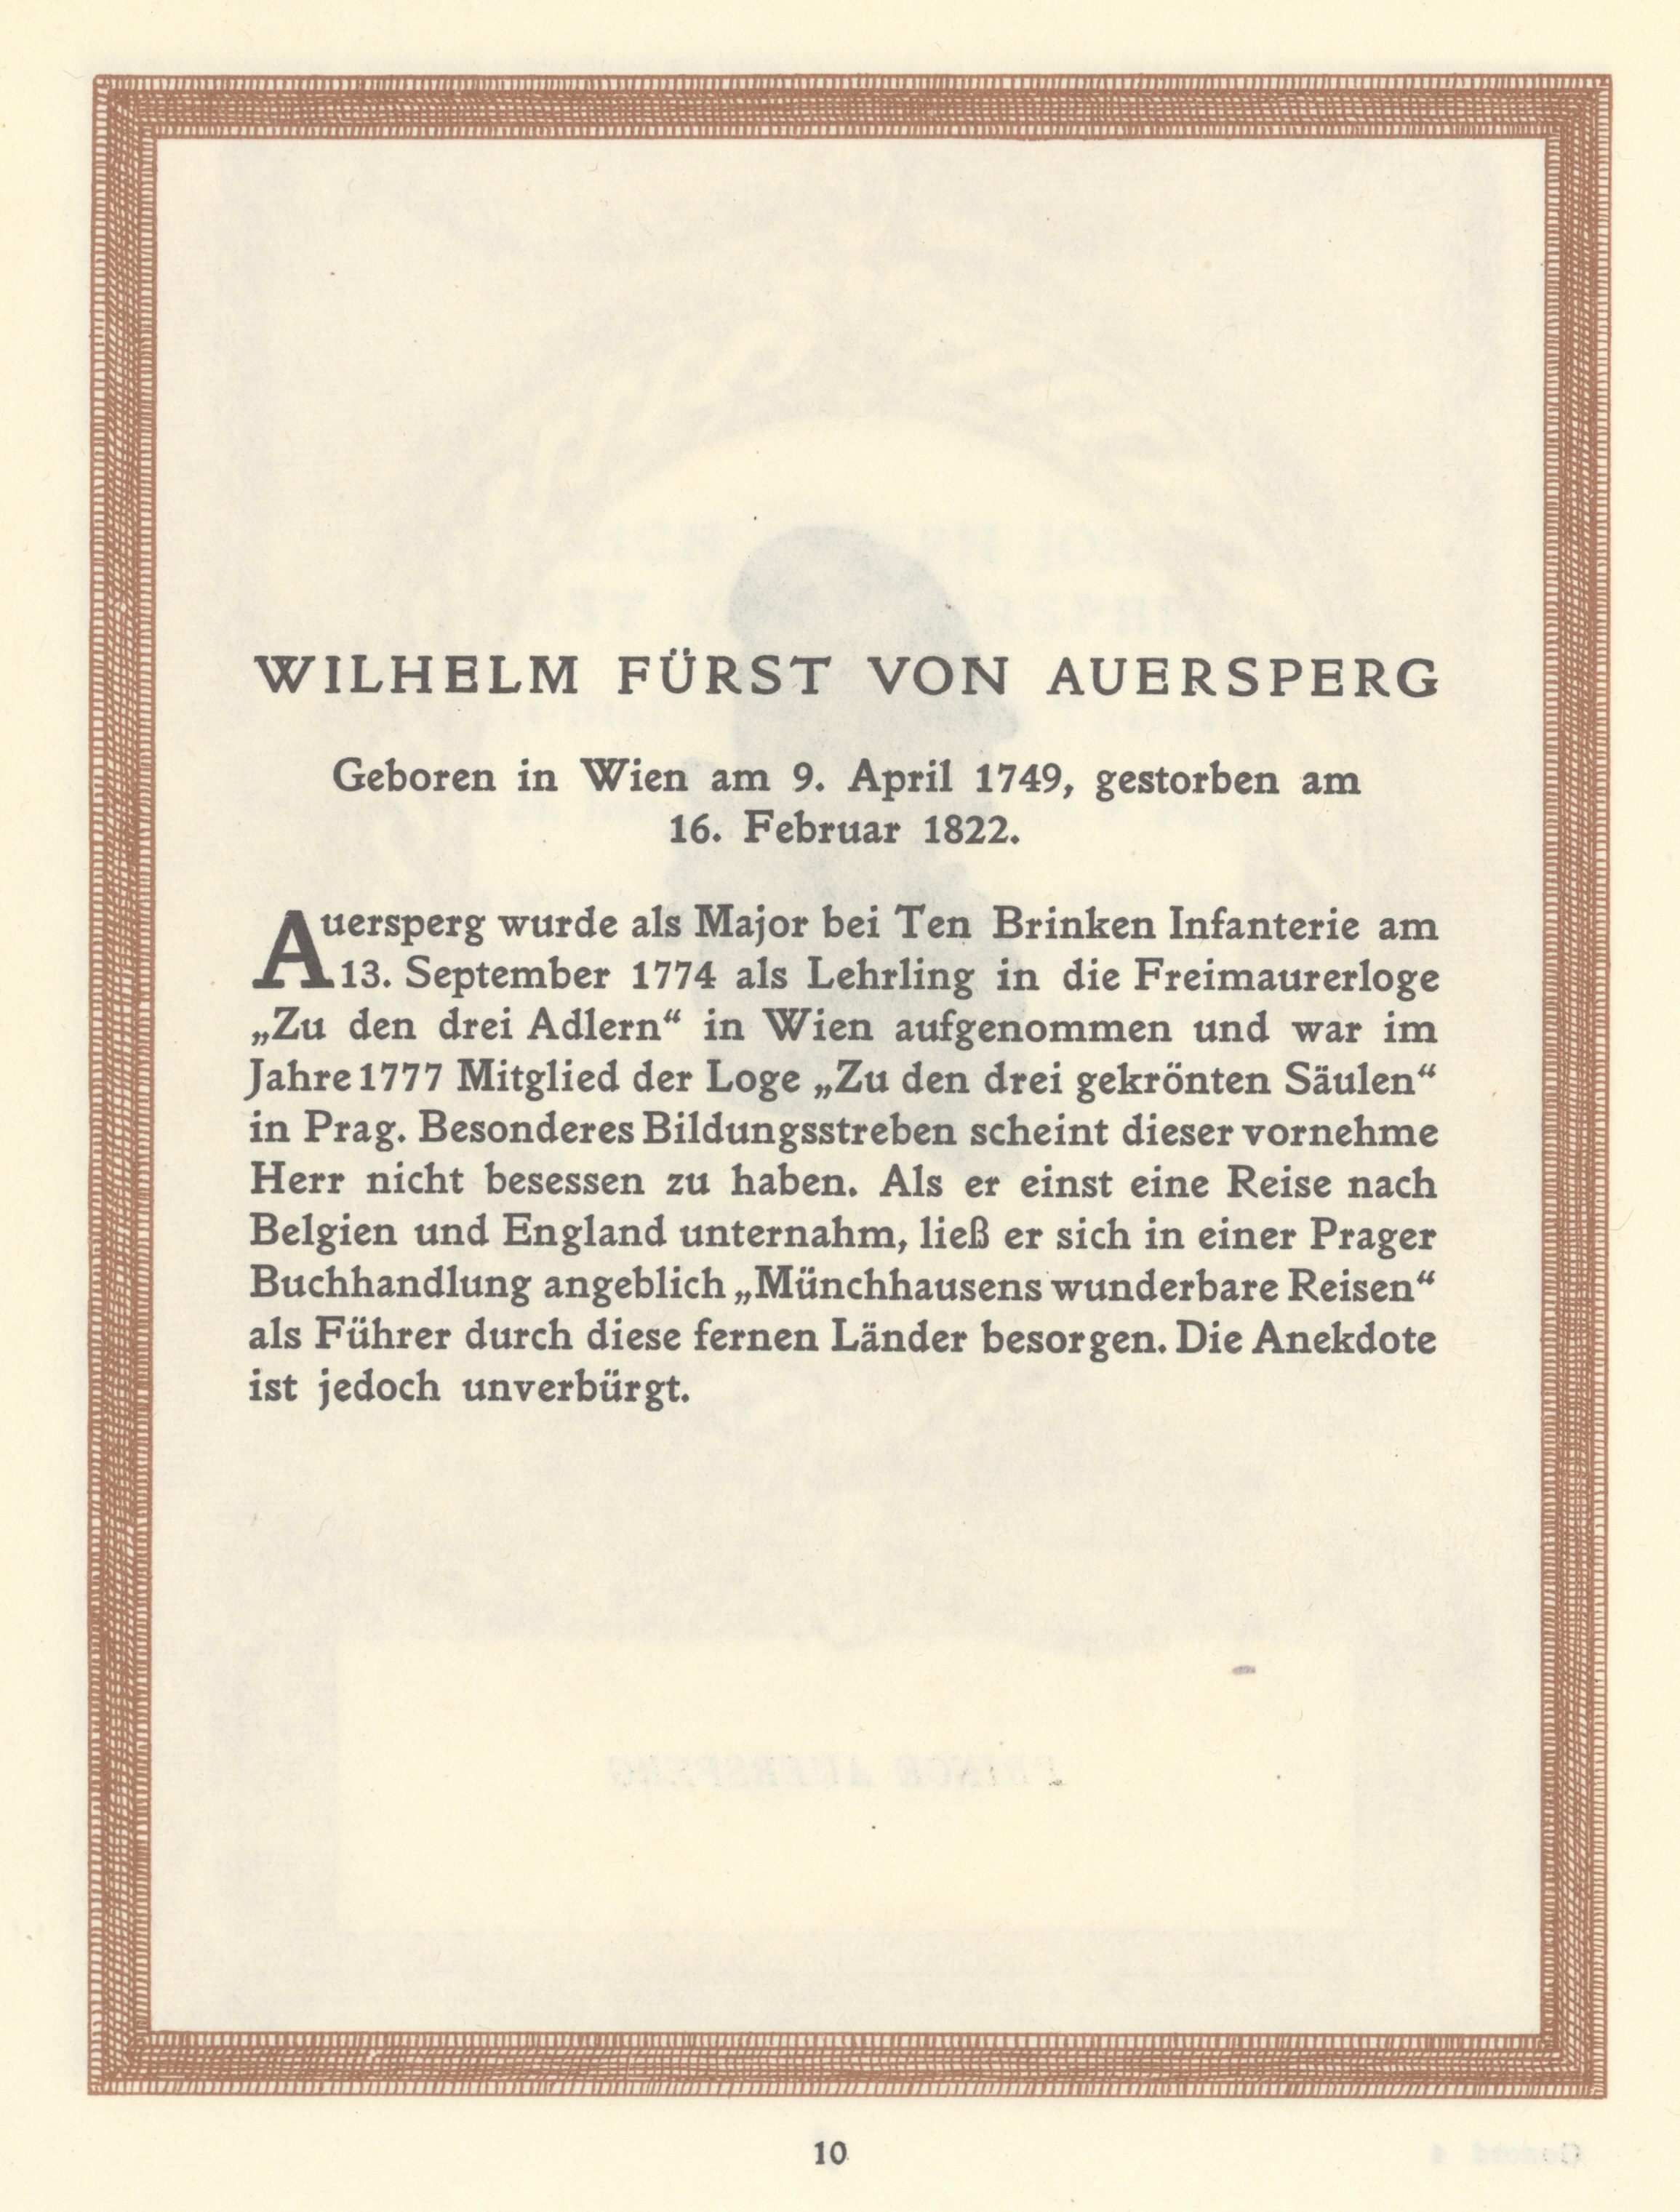 WILHELM FÜRST VON AUERSPERG
Geboren in Wien am 9. April 1749, gestorben am
16. Februar 1822.
Auersperg wurde als Major bei Ten Brinken Infanterie am
13. September 1774 als Lehrling in die Freimaurerloge
„Zu den drei Adlern“ in Wien aufgenommen und war im
Jahre 1777 Mitglied der Loge „Zu den drei gekrönten Säulen“
in Prag. Besonderes Bildungsstreben scheint dieser vornehme
Herr nicht besessen zu haben. Als er einst eine Reise nach
Belgien und England unternahm, ließ er sich in einer Prager
Buchhandlung angeblich „Münchhausens wunderbare Reisen“
als Führer durch diese fernen Länder besorgen. Die Anekdote
ist jedoch unverbürgt.
PRINCE AUERSPERG
10